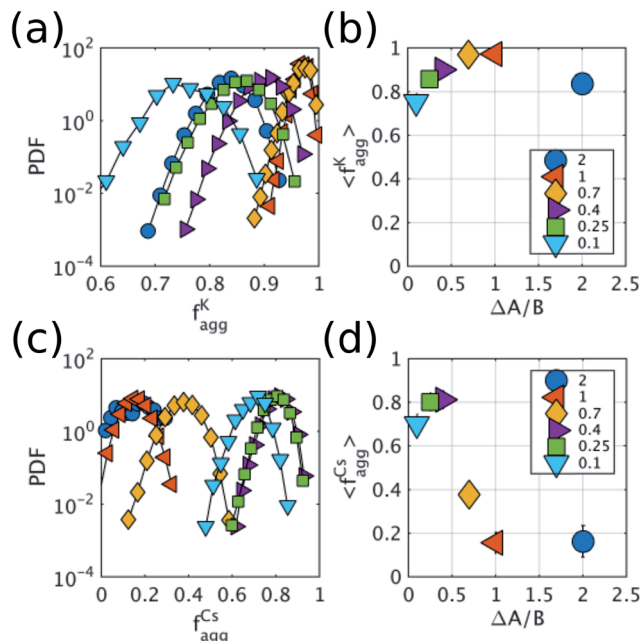 (a)
10^2
10^0
10^-2
10^-4
PDF
0.6 0.7 0.8 0.9 1
f^K_agg
(b)
1
0.8
0.6
0.4
0.2
0
<f^K_agg>
0 0.5 1 1.5 2 2.5
ΔA/B
2
1
0.7
0.4
0.25
0.1
(c)
10^2
10^0
10^-2
10^-4
PDF
0 0.2 0.4 0.6 0.8 1
f^Cs_agg
(d)
1
0.8
0.6
0.4
0.2
0
<f^Cs_agg>
0 0.5 1 1.5 2 2.5
ΔA/B
2
1
0.7
0.4
0.25
0.1